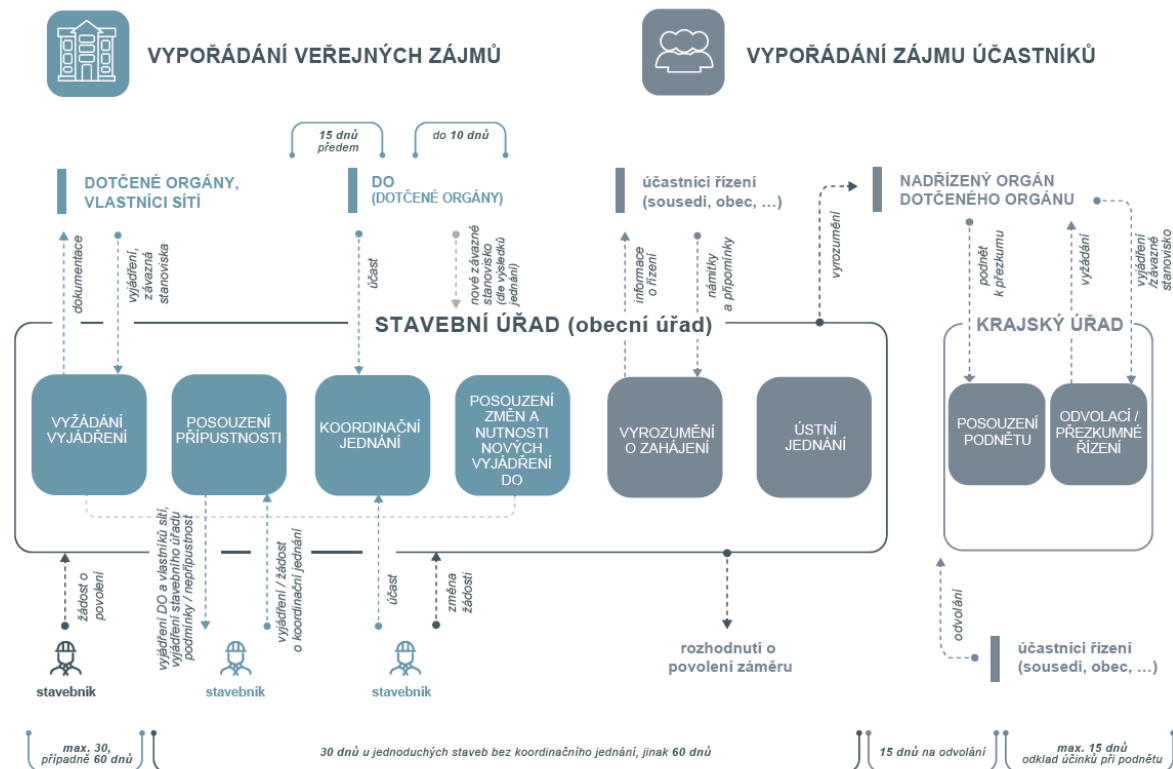 VYPOŘÁDÁNÍ VEŘEJNÝCH ZÁJMŮ
VYPOŘÁDÁNÍ ZÁJMU ÚČASTNÍKŮ
15 dnů
předem
do 10 dnů
DOTČENÉ ORGÁNY,
VLASTNÍCI SÍTÍ
DO
(DOTČENÉ ORGÁNY)
účastníci řízení
(sousedi, obec, ...)
NADŘÍZENÝ ORGÁN
DOTČENÉHO ORGÁNU
dokumentace
vyjádření,
závazná
stanoviska
účast
nové závazné
stanovisko
(dle výsledků
jednání)
informace
o řízení
námitky
a připomínky
vyrozumění
podnět
k přezkumu
vyžádání
vyjádření
/závazné
stanovisko
STAVEBNÍ ÚŘAD (obecní úřad)
KRAJSKÝ ÚŘAD
VYŽÁDÁNÍ
VYJÁDŘENÍ
POSOUZENÍ
PŘÍPUSTNOSTI
KOORDINAČNÍ
JEDNÁNÍ
POSOUZENÍ
ZMĚN A
NUTNOSTI
NOVÝCH
VYJÁDŘENÍ
DO
VYROZUMĚNÍ
O ZAHÁJENÍ
ÚSTNÍ
JEDNÁNÍ
POSOUZENÍ
PODNĚTU
ODVOLACÍ /
PŘEZKUMNÉ
ŘÍZENÍ
žádost o
povolení
vyjádření DO a vlastníků sítí,
vyjádření stavebního úřadu
podmínky / nepřípustnost
vyjádření / žádost
o koordinační jednání
účast
změna
žádosti
odvolání
stavebník
stavebník
stavebník
rozhodnutí o
povolení záměru
účastníci řízení
(sousedi, obec, ...)
max. 30,
případně 60 dnů
30 dnů u jednoduchých staveb bez koordinačního jednání, jinak 60 dnů
15 dnů na odvolání
max. 15 dnů
odklad účinků při podnětu